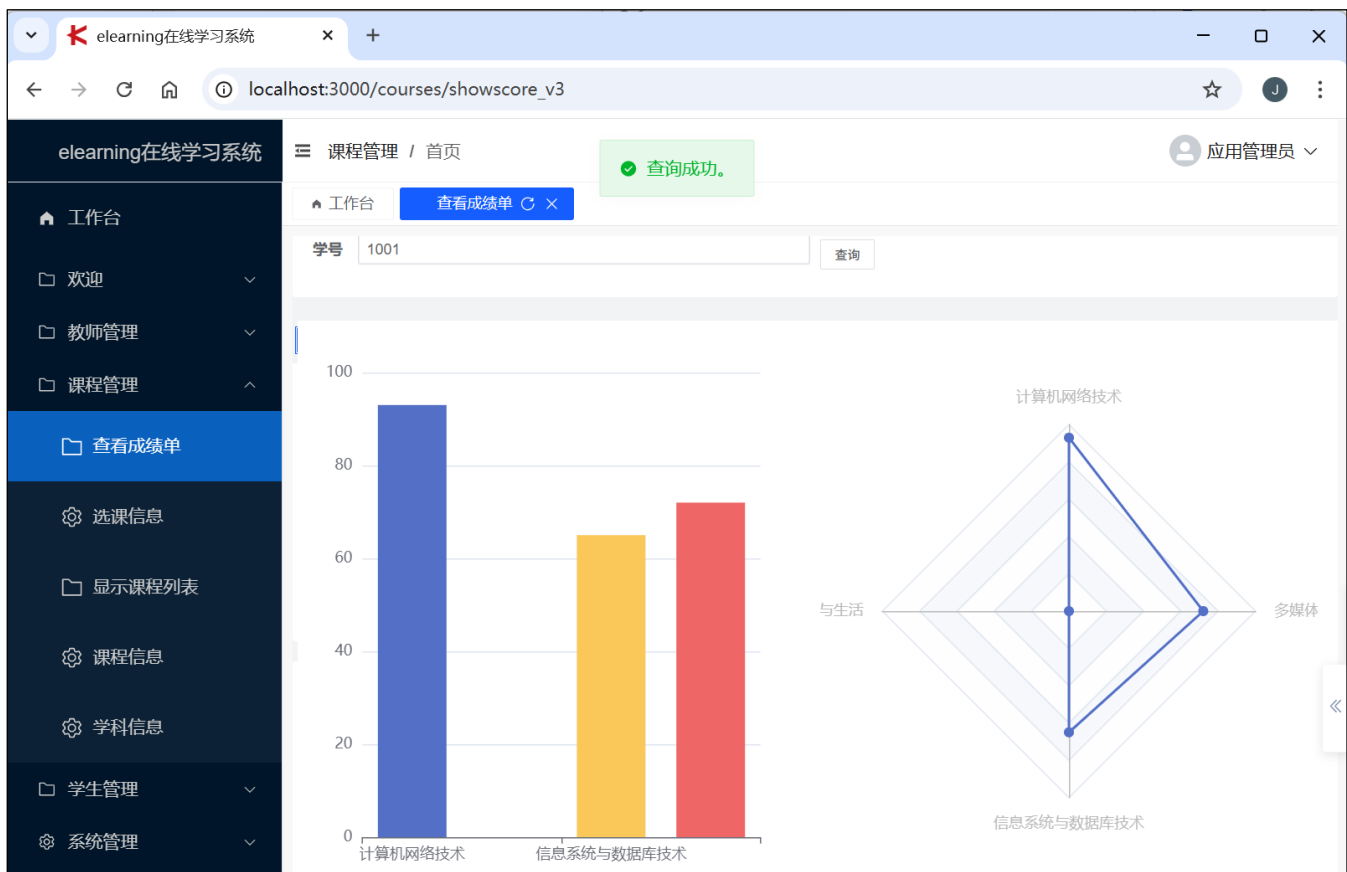 elearning在线学习系统
localhost:3000/courses/showscore_v3
J
elearning在线学习系统
课程管理 / 首页
查询成功。
应用管理员
工作台
查看成绩单
工作台
欢迎
教师管理
课程管理
查看成绩单
选课信息
显示课程列表
课程信息
学科信息
学生管理
系统管理
学号 1001 查询
100
80
60
40
20
0
计算机网络技术 信息系统与数据库技术
计算机网络技术
与生活
多媒体
信息系统与数据库技术